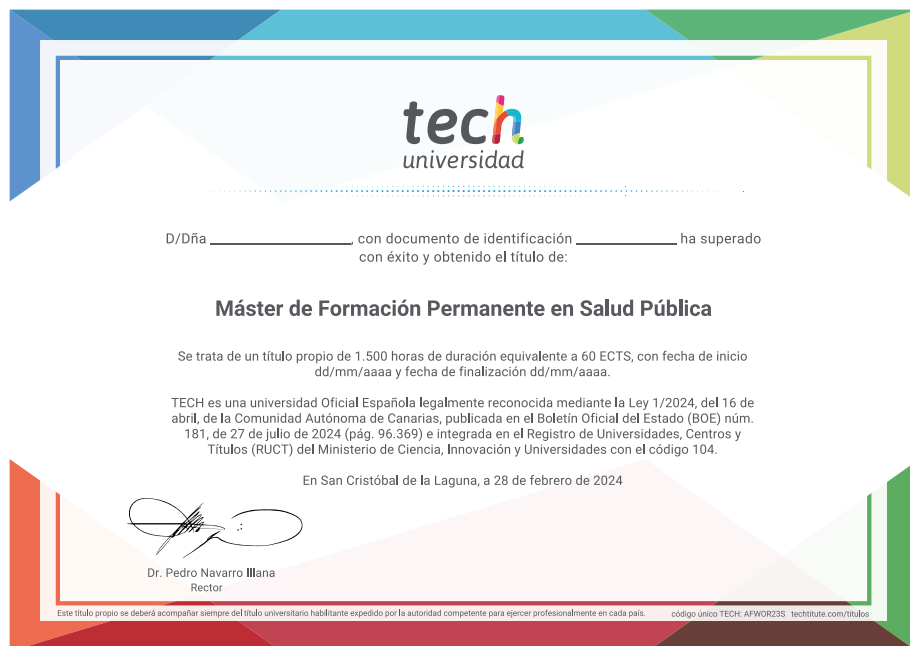 tech
universidad
D/Dña ________________, con documento de identificación ____________ ha superado
con éxito y obtenido el título de:
Máster de Formación Permanente en Salud Pública
Se trata de un título propio de 1.500 horas de duración equivalente a 60 ECTS, con fecha de inicio
dd/mm/aaaa y fecha de finalización dd/mm/aaaa.
TECH es una universidad Oficial Española legalmente reconocida mediante la Ley 1/2024, del 16 de
abril, de la Comunidad Autónoma de Canarias, publicada en el Boletín Oficial del Estado (BOE) núm.
181, de 27 de julio de 2024 (pág. 96.369) e integrada en el Registro de Universidades, Centros y
Títulos (RUCT) del Ministerio de Ciencia, Innovación y Universidades con el código 104.
En San Cristóbal de la Laguna, a 28 de febrero de 2024
Dr. Pedro Navarro Illana
Rector
Este título propio se deberá acompañar siempre del título universitario habilitante expedido por la autoridad competente para ejercer profesionalmente en cada país. código único TECH: AFWOR23S techtitute.com/titulos